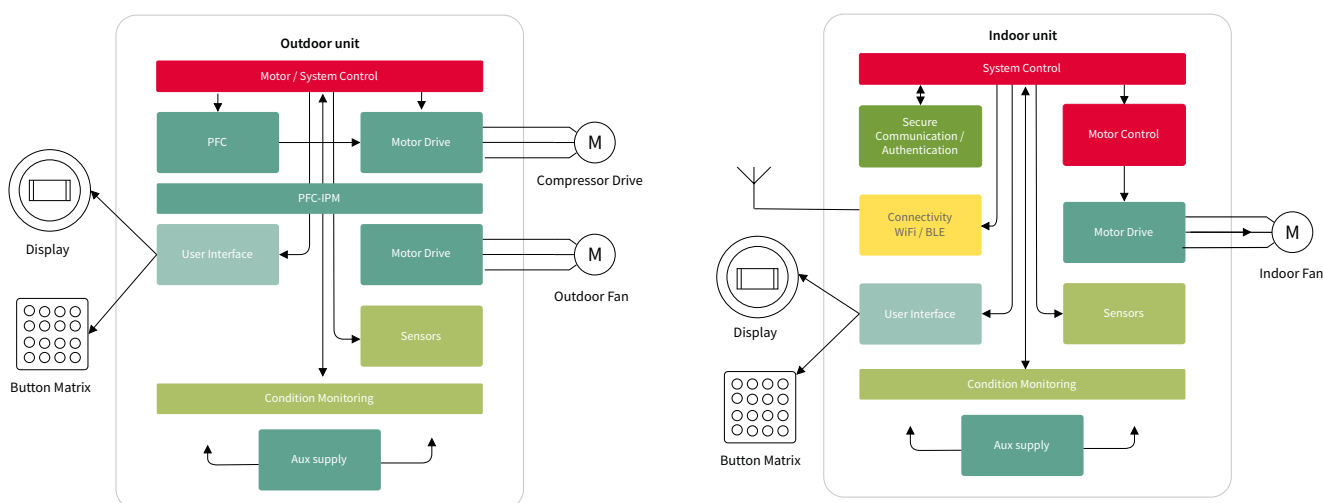 Outdoor unit
Motor / System Control
PFC
Motor Drive
M
Compressor Drive
PFC-IPM
Display
User Interface
Motor Drive
M
Outdoor Fan
Button Matrix
Sensors
Condition Monitoring
Aux supply
Indoor unit
System Control
Secure
Communication /
Authentication
Motor Control
Connectivity
WiFi / BLE
Motor Drive
M
Indoor Fan
Display
User Interface
Sensors
Button Matrix
Condition Monitoring
Aux supply